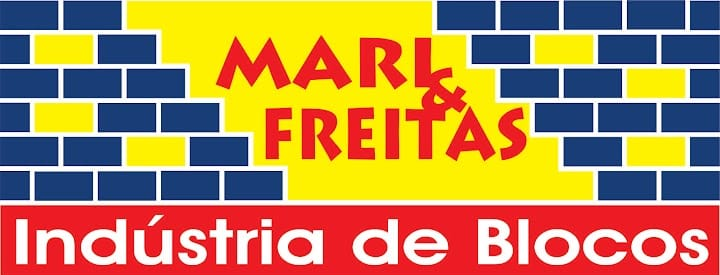 MARI
&
FREITAS
Indústria de Blocos